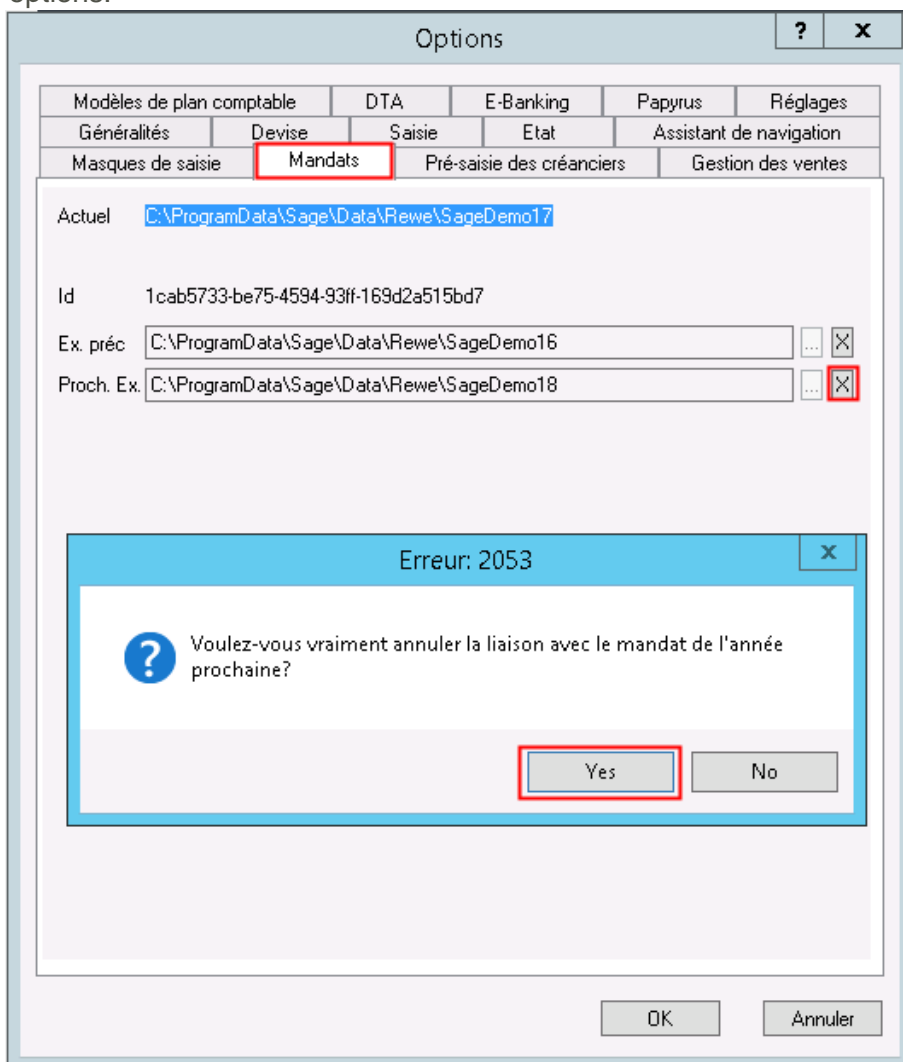 options.
Options
? x
Modèles de plan comptable DTA E-Banking Papyrus Réglages
Généralités Devise Saisie Etat Assistant de navigation
Masques de saisie Mandats Pré-saisie des créanciers Gestion des ventes
Actuel C:\ProgramData\Sage\Data\Rewe\SageDemo17
Id 1cab5733-be75-4594-93ff-169d2a515bd7
Ex. préc C:\ProgramData\Sage\Data\Rewe\SageDemo16 ... X
Proch. Ex. C:\ProgramData\Sage\Data\Rewe\SageDemo18 ... X
Erreur: 2053 x
? Voulez-vous vraiment annuler la liaison avec le mandat de l'année
prochaine?
Yes No
OK Annuler